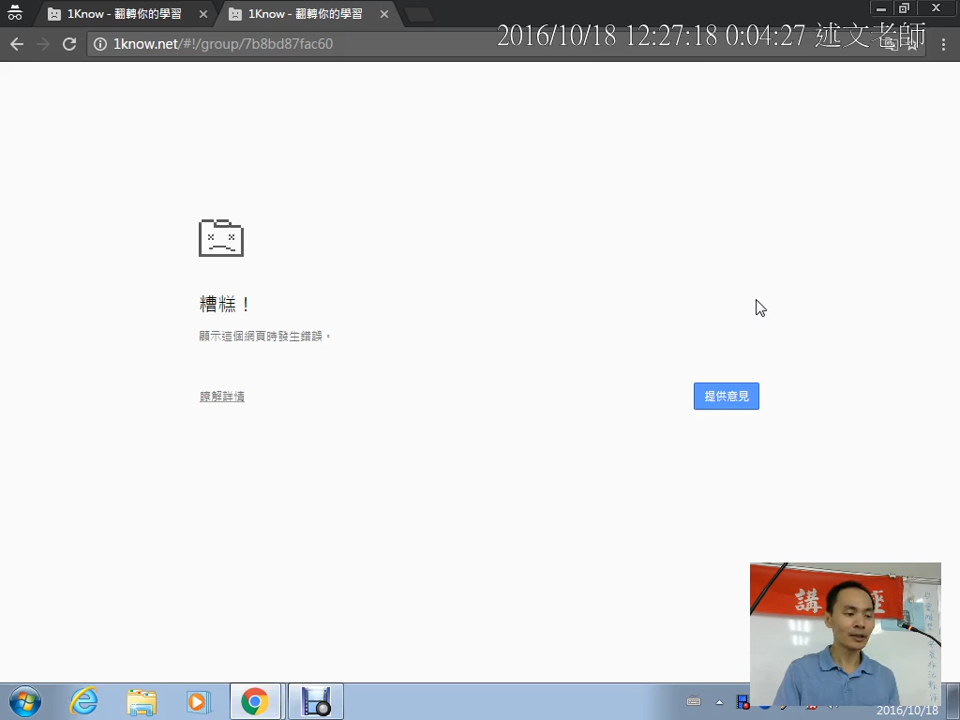 1Know - 翻轉你的學習
1Know - 翻轉你的學習
1know.net/#!/group/7b8bd87fac60
2016/10/18 12:27:18 0:04:27 述文老師
糟糕！
顯示這個網頁時發生錯誤。
瞭解詳情
提供意見
講 座
2016/10/18